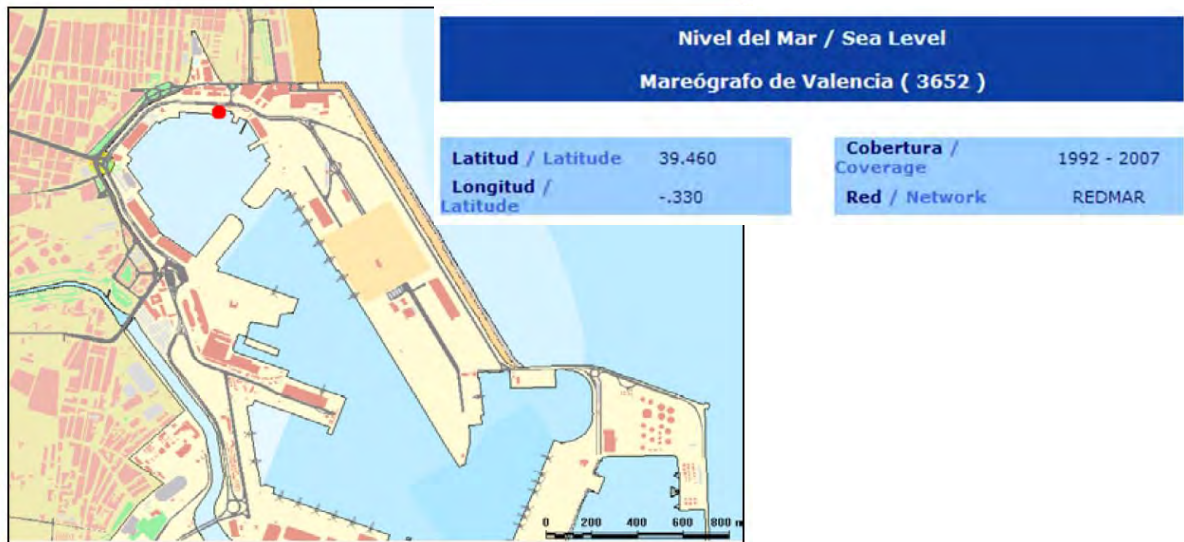 Nivel del Mar / Sea Level
Mareógrafo de Valencia ( 3652 )
Latitud / Latitude 39.460
Longitud /
Latitude -.330
Cobertura /
Coverage 1992 - 2007
Red / Network REDMAR
0 200 400 600 800 m